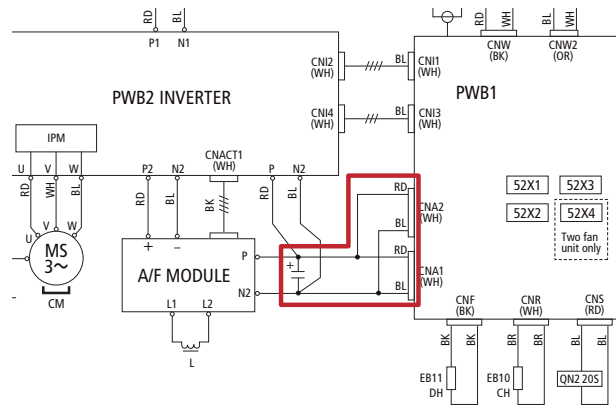 RD
BL
P1
N1
RD
WH
BL
WH
CNW
(BK)
CNW2
(OR)
CNI2
(WH)
BL
CNI1
(WH)
PWB2 INVERTER
PWB1
CNI4
(WH)
BL
CNI3
(WH)
IPM
CNACT1
(WH)
U
V
W
P2
N2
P
N2
RD
WH
BL
RD
BL
BK
RD
BL
RD
CNA2
(WH)
BL
52X1
52X3
52X2
52X4
Two fan
unit only
U
V
W
MS
3~
CM
+
–
A/F MODULE
P
N2
+
RD
CNA1
(WH)
BL
L1
L2
L
CNF
(BK)
CNR
(WH)
CNS
(RD)
BK
BK
BR
BR
BL
BL
EB11
DH
EB10
CH
QN2 20S